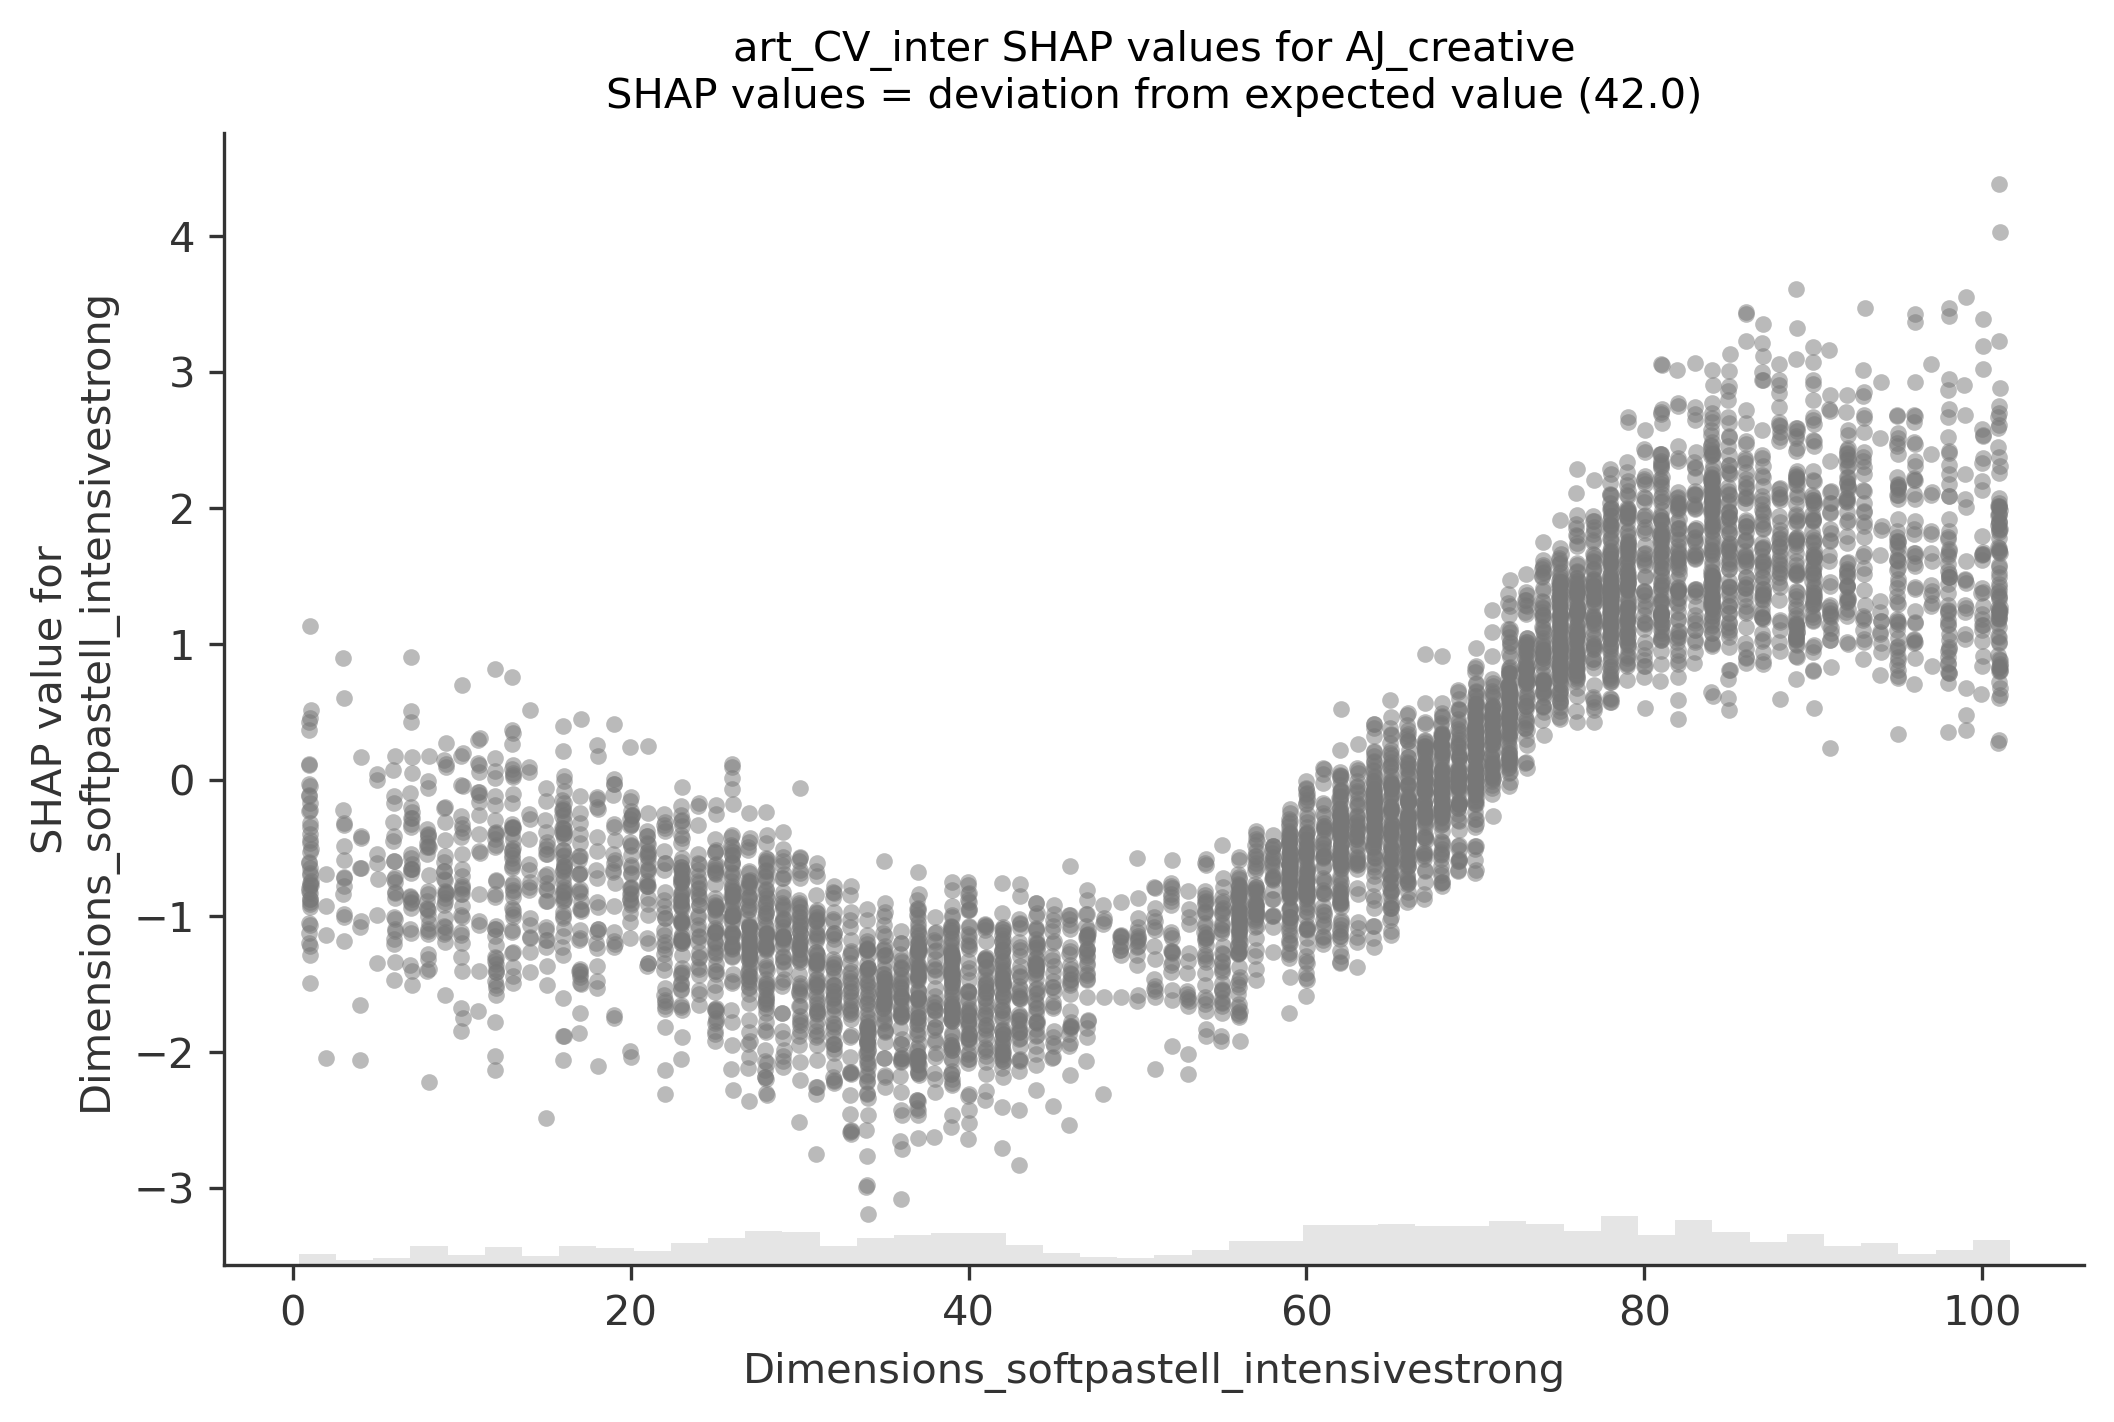 art_CV_inter SHAP values for AJ_creative
SHAP values = deviation from expected value (42.0)
SHAP value for
Dimensions_softpastell_intensivestrong
4
3
2
1
0
−1
−2
−3
0
20
40
60
80
100
Dimensions_softpastell_intensivestrong